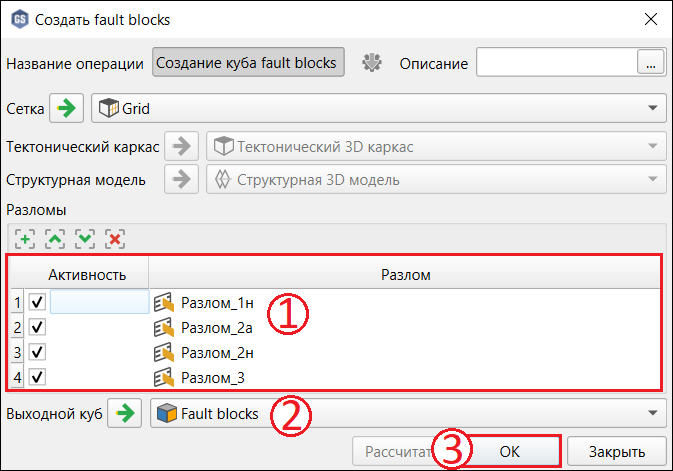 GS Создать fault blocks
Название операции Создание куба fault blocks Описание ...
Сетка Grid
Тектонический каркас Тектонический 3D каркас
Структурная модель Структурная 3D модель
Разломы
Активность Разлом
1 Разлом_1н
2 Разлом_2а
3 Разлом_2н
4 Разлом_3
1
Выходной куб Fault blocks 2
Рассчитат 3 ОК Закрыть